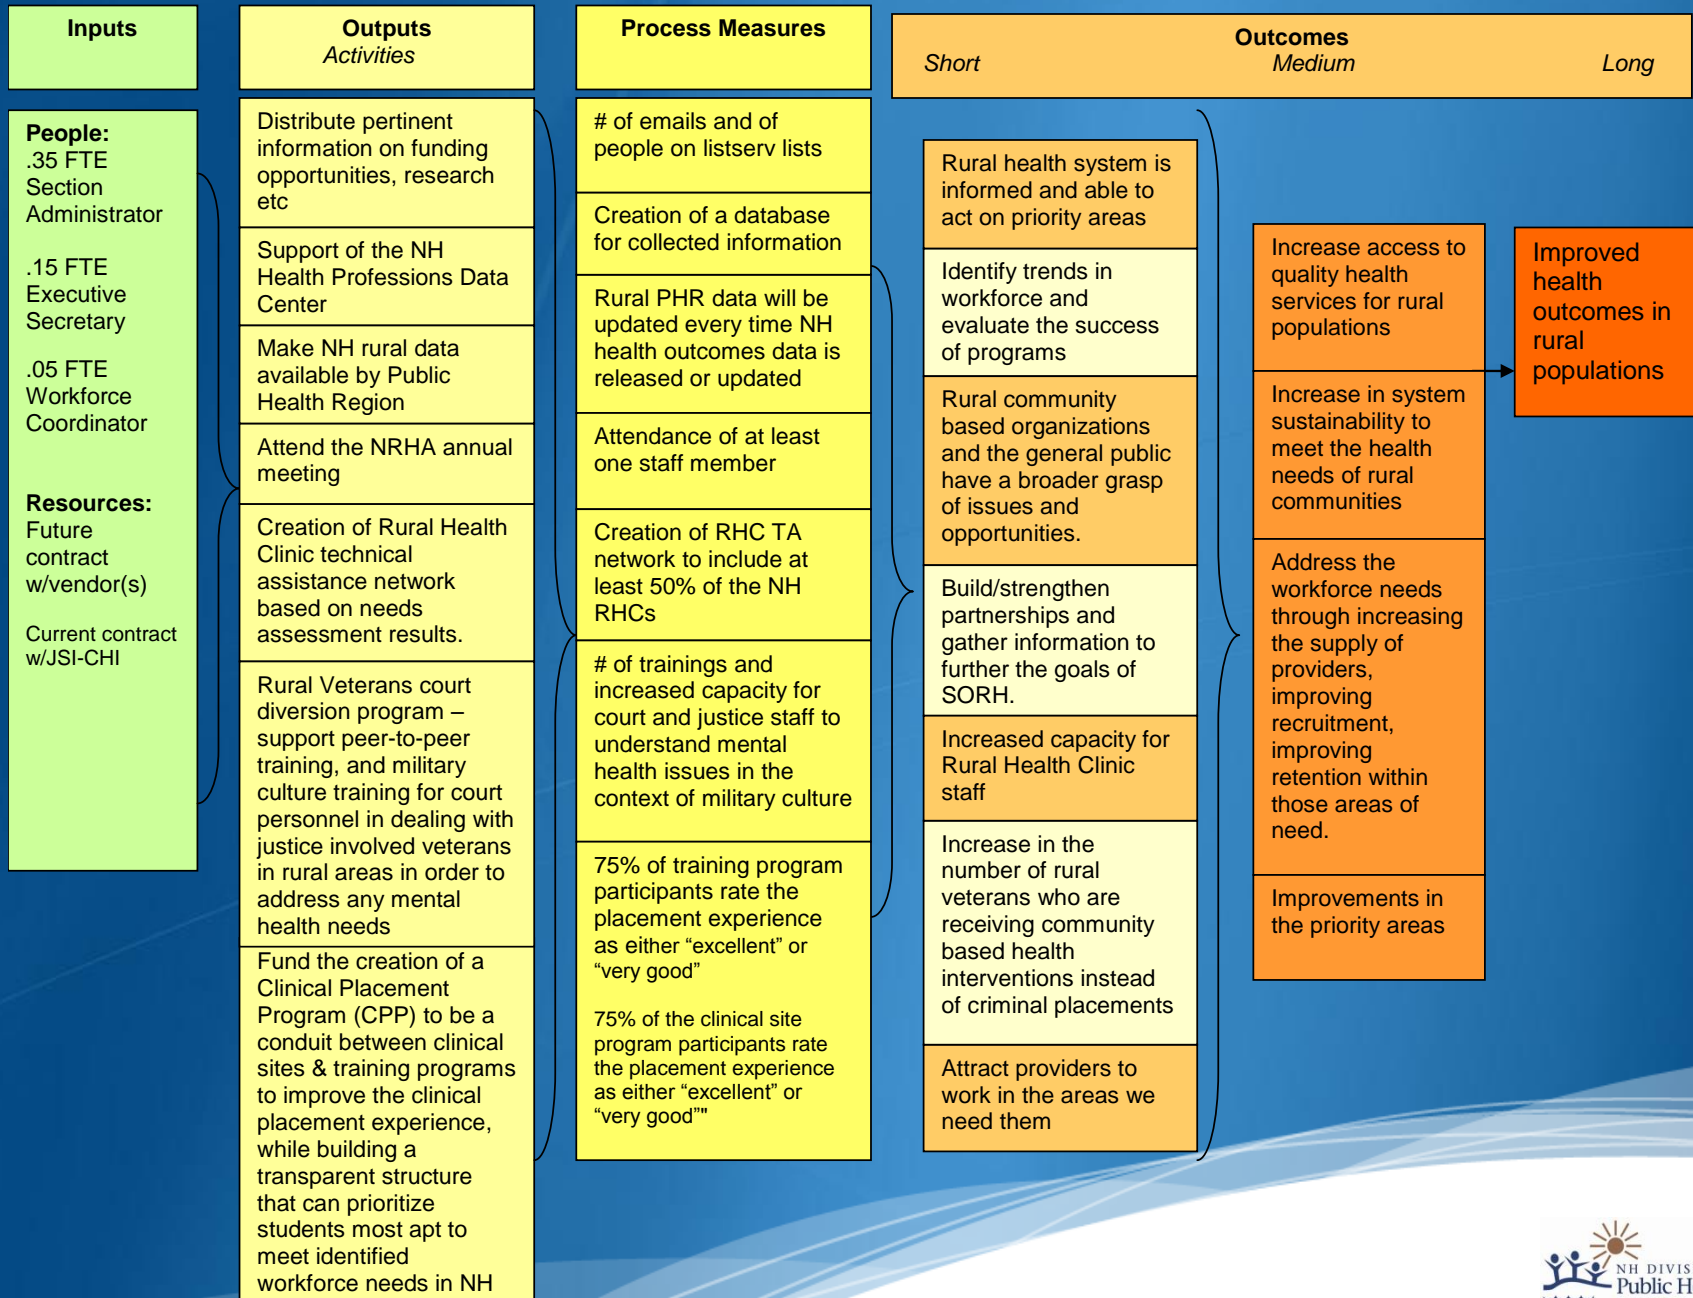 Inputs
Outputs
Activities
Process Measures
Outcomes
Short Medium Long
People:
.35 FTE
Section
Administrator
.15 FTE
Executive
Secretary
.05 FTE
Workforce
Coordinator
Resources:
Future
contract
w/vendor(s)
Current contract
w/JSI-CHI
Distribute pertinent
information on funding
opportunities, research
etc
Support of the NH
Health Professions Data
Center
Make NH rural data
available by Public
Health Region
Attend the NRHA annual
meeting
Creation of Rural Health
Clinic technical
assistance network
based on needs
assessment results.
Rural Veterans court
diversion program –
support peer-to-peer
training, and military
culture training for court
personnel in dealing with
justice involved veterans
in rural areas in order to
address any mental
health needs
Fund the creation of a
Clinical Placement
Program (CPP) to be a
conduit between clinical
sites & training programs
to improve the clinical
placement experience,
while building a
transparent structure
that can prioritize
students most apt to
meet identified
workforce needs in NH
# of emails and of
people on listserv lists
Creation of a database
for collected information
Rural PHR data will be
updated every time NH
health outcomes data is
released or updated
Attendance of at least
one staff member
Creation of RHC TA
network to include at
least 50% of the NH
RHCs
# of trainings and
increased capacity for
court and justice staff to
understand mental
health issues in the
context of military culture
75% of training program
participants rate the
placement experience
as either “excellent” or
“very good”
75% of the clinical site
program participants rate
the placement experience
as either “excellent” or
“very good”"
Rural health system is
informed and able to
act on priority areas
Identify trends in
workforce and
evaluate the success
of programs
Rural community
based organizations
and the general public
have a broader grasp
of issues and
opportunities.
Build/strengthen
partnerships and
gather information to
further the goals of
SORH.
Increased capacity for
Rural Health Clinic
staff
Increase in the
number of rural
veterans who are
receiving community
based health
interventions instead
of criminal placements
Attract providers to
work in the areas we
need them
Increase access to
quality health
services for rural
populations
Increase in system
sustainability to
meet the health
needs of rural
communities
Address the
workforce needs
through increasing
the supply of
providers,
improving
recruitment,
improving
retention within
those areas of
need.
Improvements in
the priority areas
Improved
health
outcomes in
rural
populations
NH DIVIS
Public H